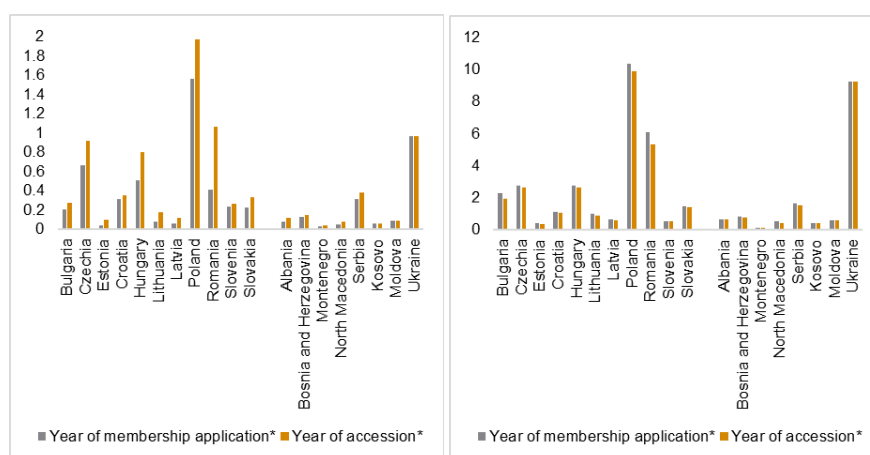 2
1.8
1.6
1.4
1.2
1
0.8
0.6
0.4
0.2
0
Bulgaria
Czechia
Estonia
Croatia
Hungary
Lithuania
Latvia
Poland
Romania
Slovenia
Slovakia
Albania
Bosnia and Herzegovina
Montenegro
North Macedonia
Serbia
Kosovo
Moldova
Ukraine
Year of membership application* Year of accession*
12
10
8
6
4
2
0
Bulgaria
Czechia
Estonia
Croatia
Hungary
Lithuania
Latvia
Poland
Romania
Slovenia
Slovakia
Albania
Bosnia and Herzegovina
Montenegro
North Macedonia
Serbia
Kosovo
Moldova
Ukraine
Year of membership application* Year of accession*